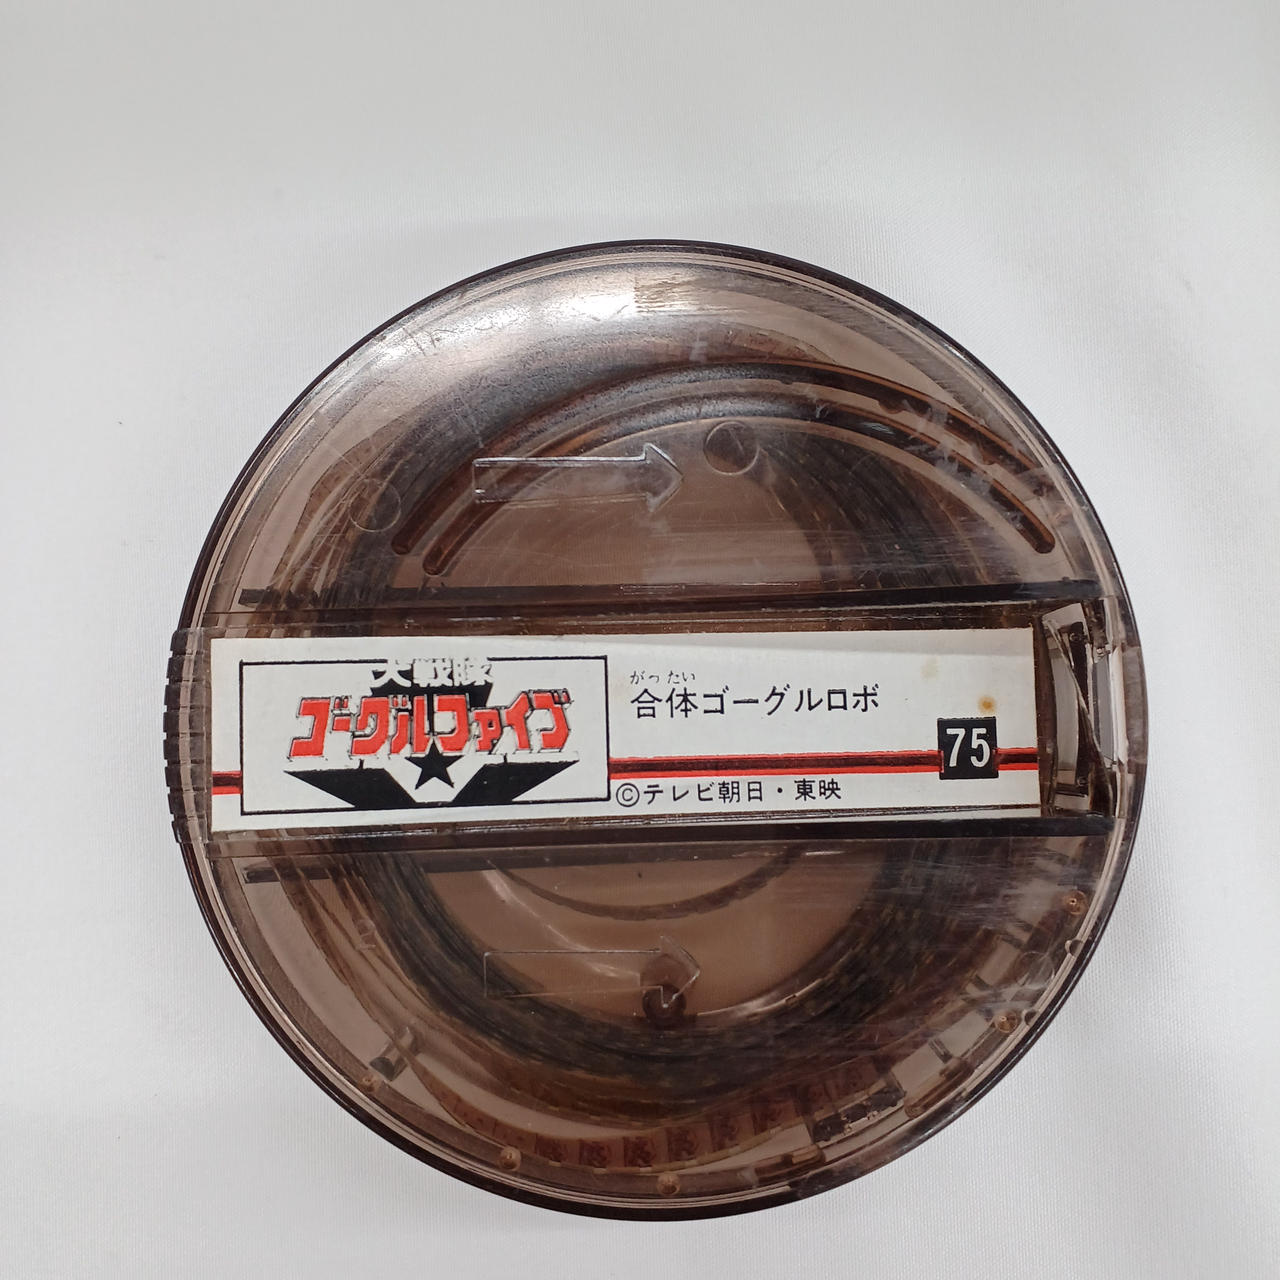 大戦隊
ゴーグルファイブ
がったい
合体ゴーグルロボ
75
©テレビ朝日・東映